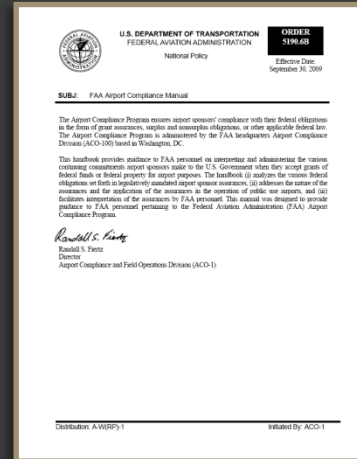 U.S. DEPARTMENT OF TRANSPORTATION
FEDERAL AVIATION ADMINISTRATION
National Policy
ORDER
5190.6B
Effective Date:
September 30, 2009
SUBJ: FAA Airport Compliance Manual
The Airport Compliance Program ensures airport sponsors' compliance with their federal obligations
in the form of grant assurances, surplus and nonsurplus obligations, or other applicable federal law.
The Airport Compliance Program is administered by the FAA headquarters Airport Compliance
Division (ACO-100) based in Washington, DC.
This handbook provides guidance to FAA personnel on interpreting and administering the various
continuing commitments airport sponsors make to the U.S. Government when they accept grants of
federal funds or federal property for airport purposes. The handbook (i) analyzes the various federal
obligations set forth in legislatively mandated airport sponsor assurances, (ii) addresses the nature of the
assurances and the application of the assurances in the operation of public use airports, and (iii)
facilitates interpretation of the assurances by FAA personnel. This manual was designed to provide
guidance to FAA personnel pertaining to the Federal Aviation Administration (FAA) Airport
Compliance Program.
Randall S. Fiertz
Randall S. Fiertz
Director
Airport Compliance and Field Operations Division (ACO-1)
Distribution: A-W(RP)-1 Initiated By: ACO-1